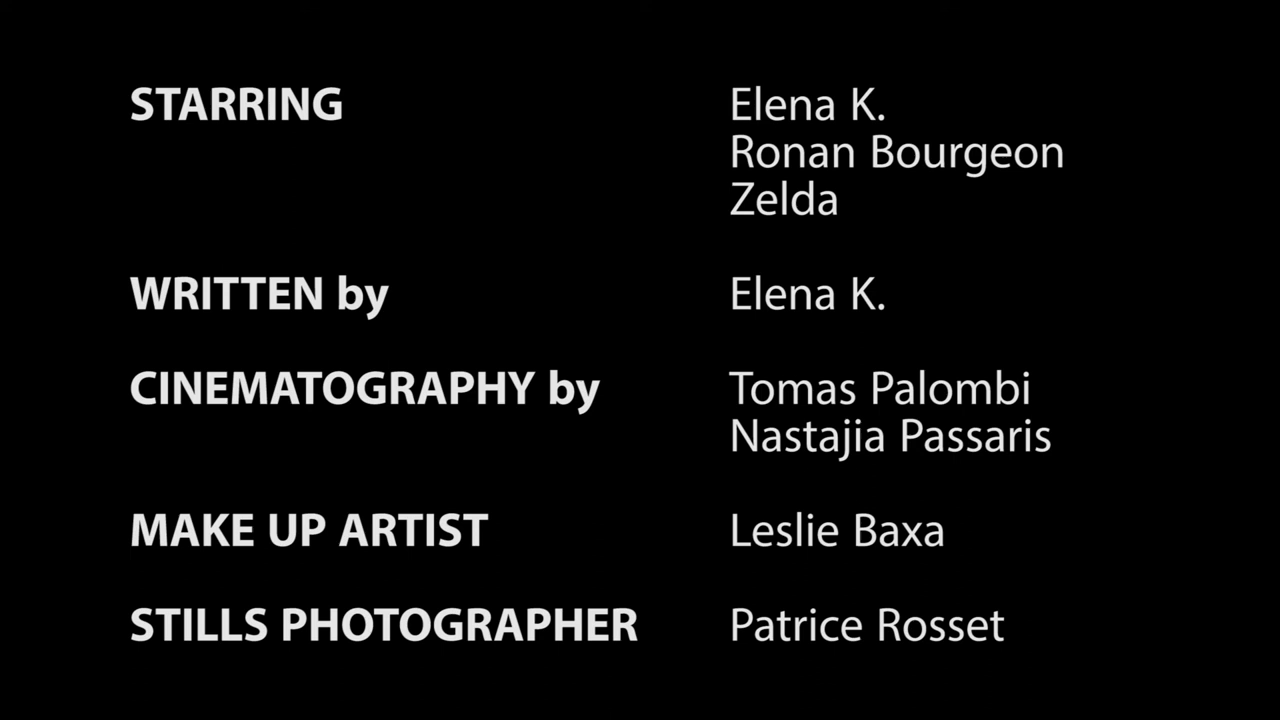 STARRING Elena K.
Ronan Bourgeon
Zelda
WRITTEN by Elena K.
CINEMATOGRAPHY by Tomas Palombi
Nastajia Passaris
MAKE UP ARTIST Leslie Baxa
STILLS PHOTOGRAPHER Patrice Rosset